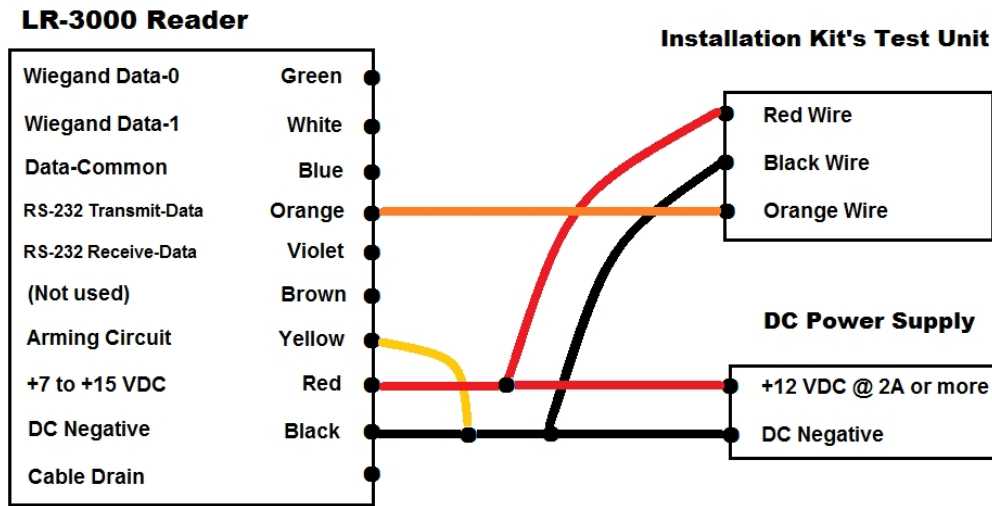 LR-3000 Reader
Installation Kit's Test Unit
Wiegand Data-0 Green
Wiegand Data-1 White
Data-Common Blue
RS-232 Transmit-Data Orange
RS-232 Receive-Data Violet
(Not used) Brown
Arming Circuit Yellow
+7 to +15 VDC Red
DC Negative Black
Cable Drain
Red Wire
Black Wire
Orange Wire
DC Power Supply
+12 VDC @ 2A or more
DC Negative